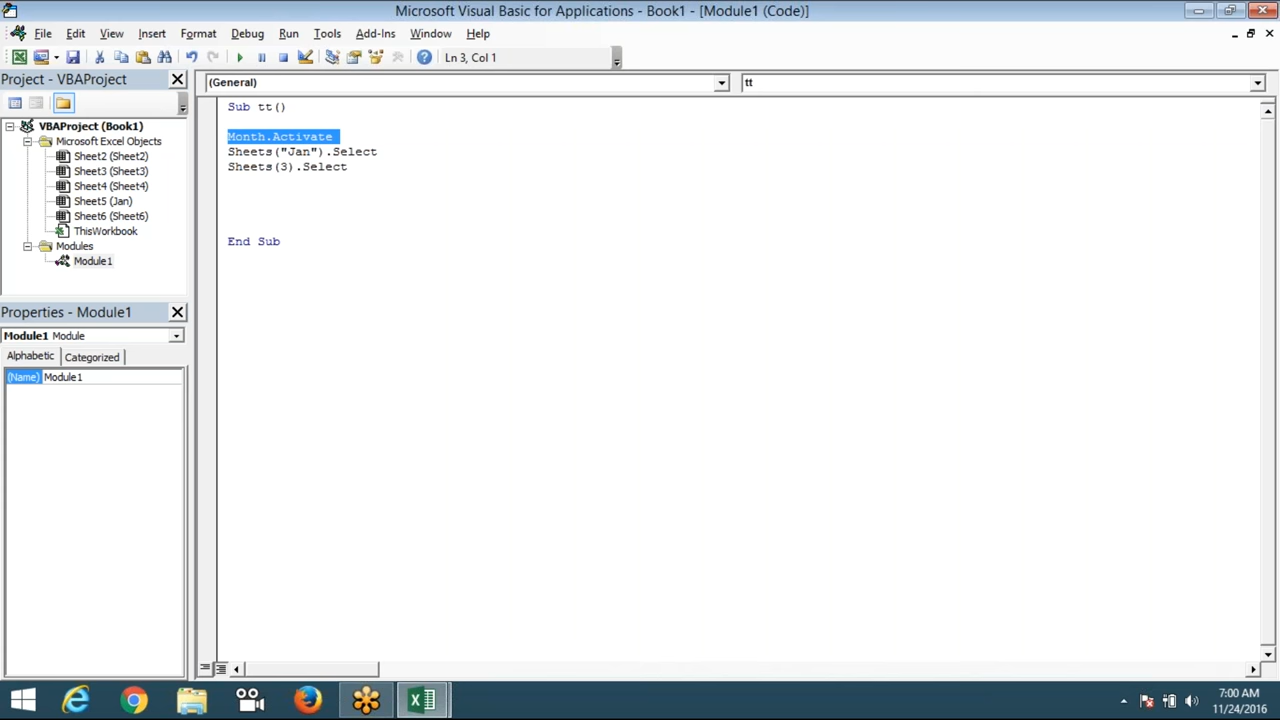 Microsoft Visual Basic for Applications - Book1 - [Module1 (Code)]
File Edit View Insert Format Debug Run Tools Add-Ins Window Help
Ln 3, Col 1
Project - VBAProject
(General)
tt
VBAProject (Book1)
Microsoft Excel Objects
Sheet2 (Sheet2)
Sheet3 (Sheet3)
Sheet4 (Sheet4)
Sheet5 (Jan)
Sheet6 (Sheet6)
ThisWorkbook
Modules
Module1
Properties - Module1
Module1 Module
Alphabetic Categorized
(Name) Module1
Sub tt()
Month.Activate
Sheets("Jan").Select
Sheets(3).Select
End Sub
7:00 AM
11/24/2016